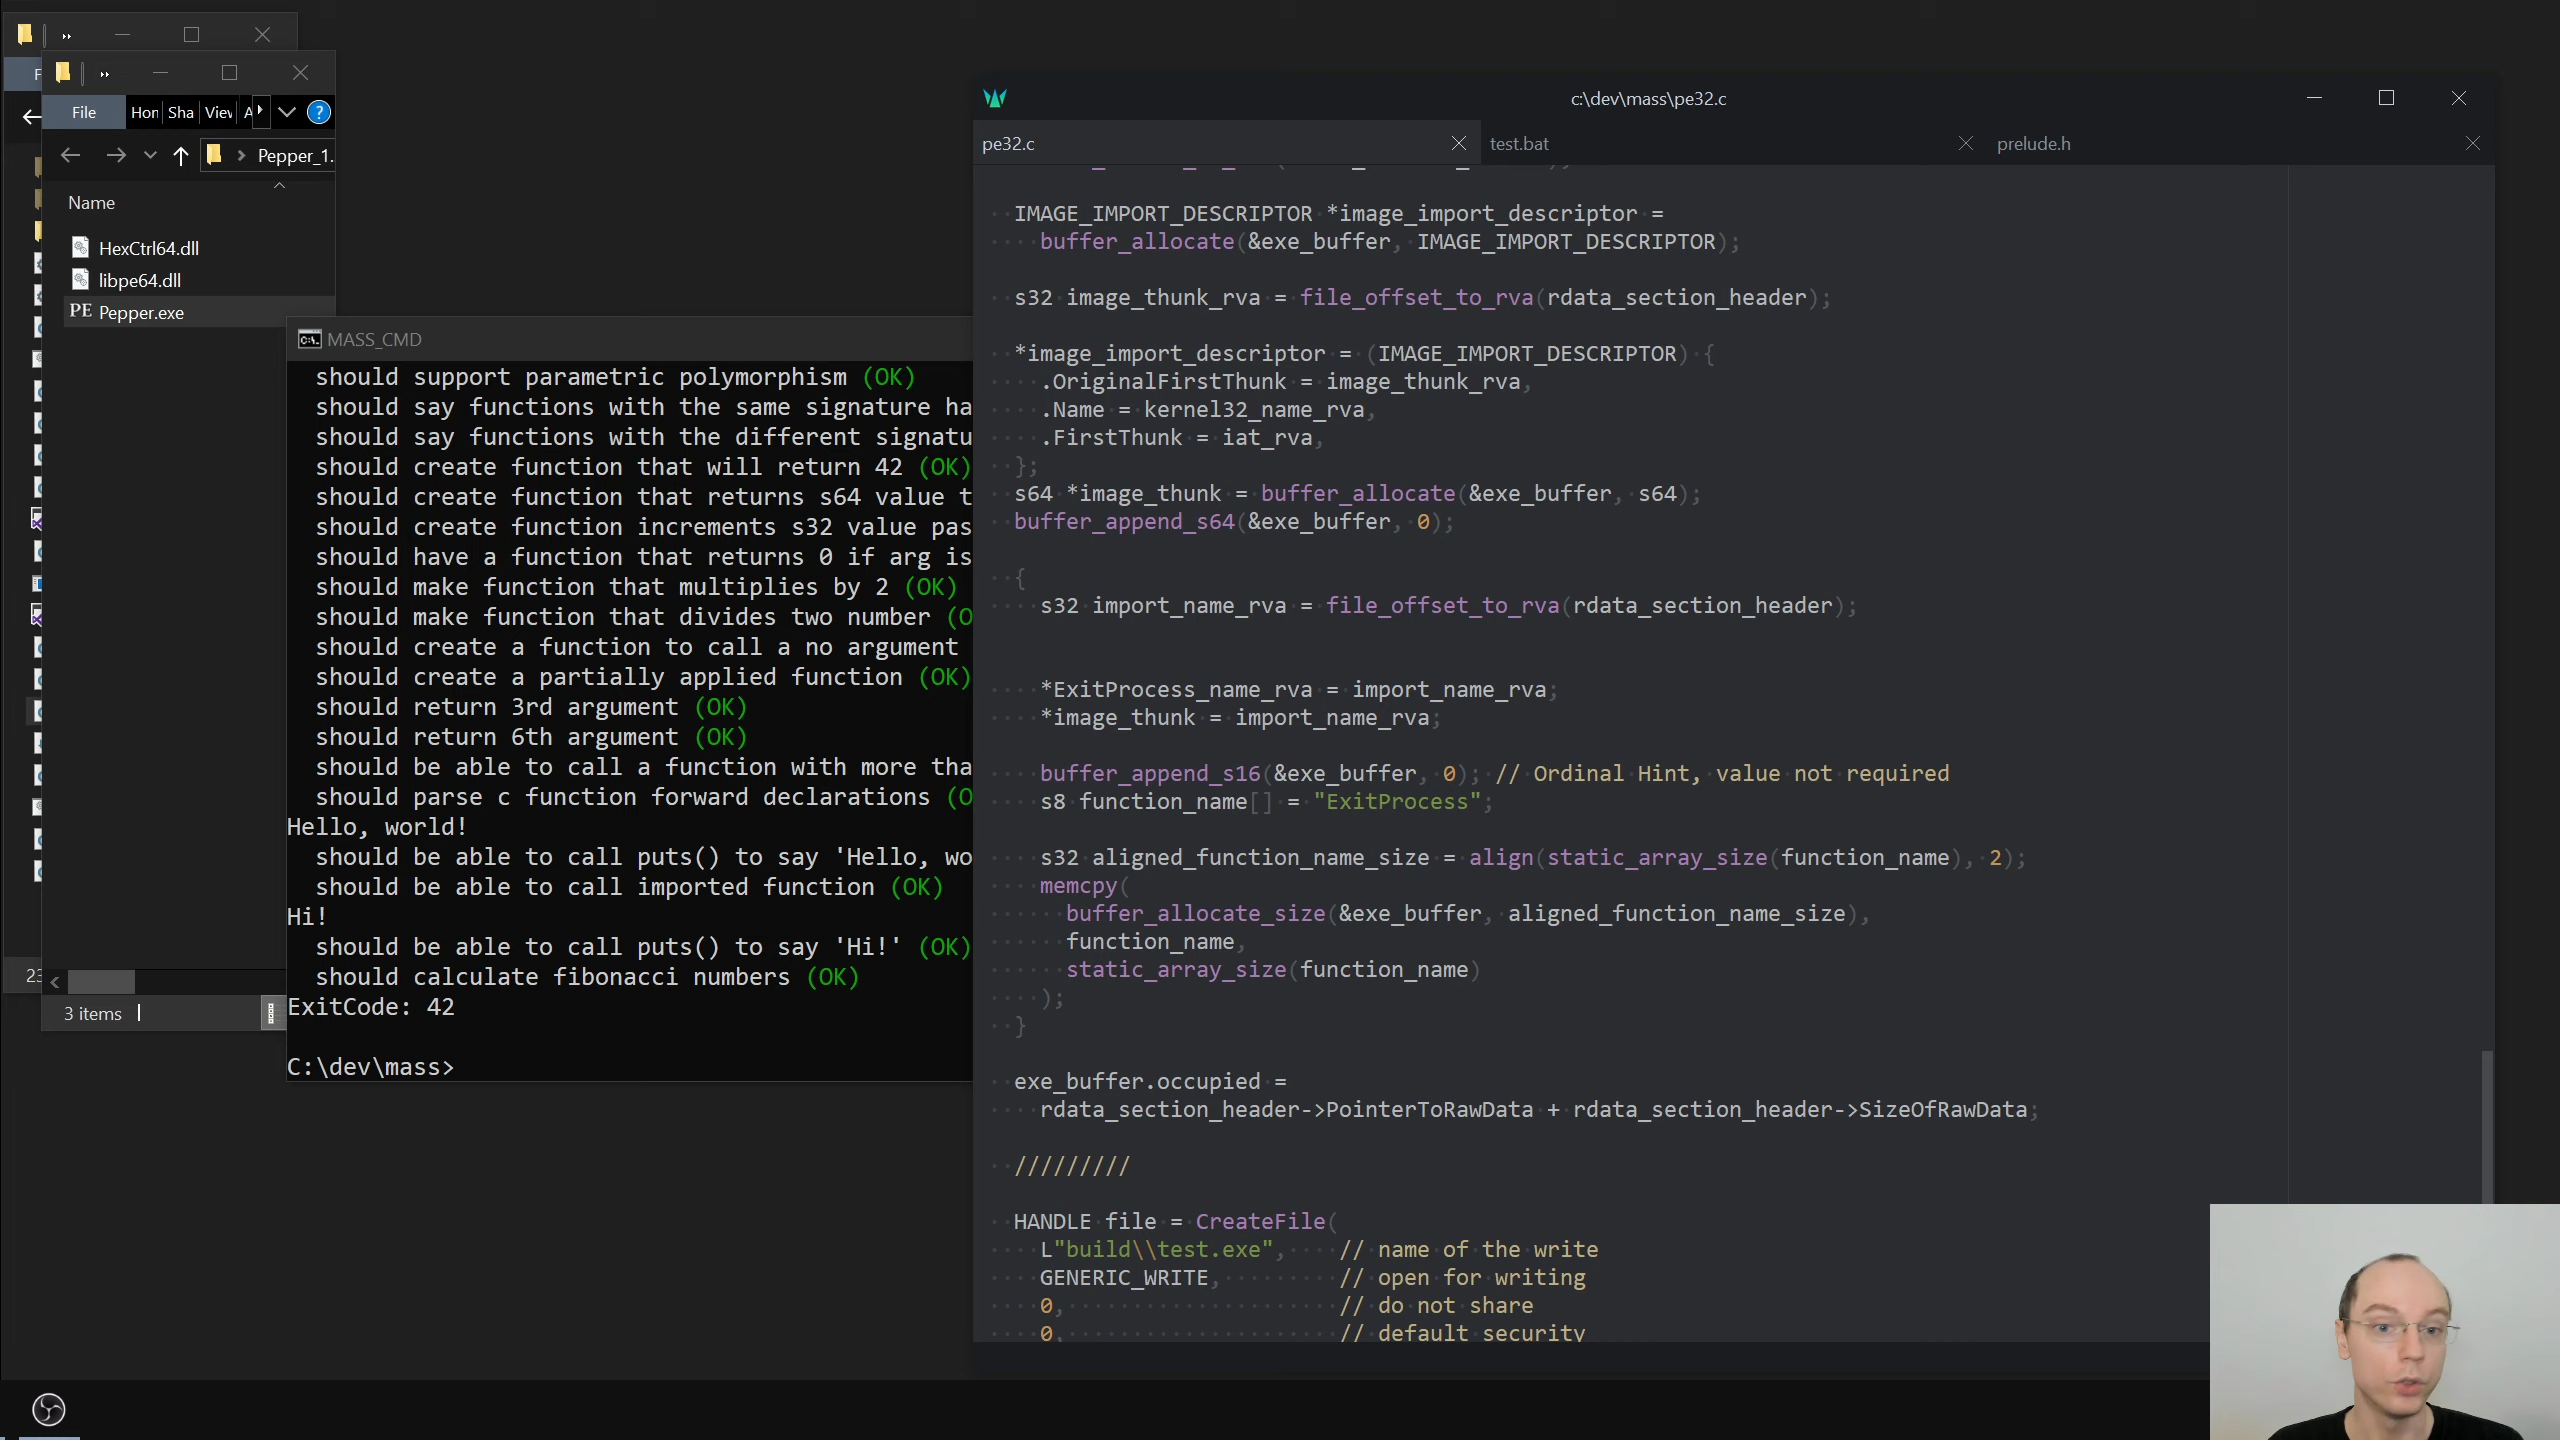 File
Hon
Sha
Viev
Pepper_1.
Name
HexCtrl64.dll
libpe64.dll
PE Pepper.exe
3 items
23
MASS_CMD
should support parametric polymorphism (OK)
should say functions with the same signature ha
should say functions with the different signatu
should create function that will return 42 (OK)
should create function that returns s64 value t
should create function increments s32 value pas
should have a function that returns 0 if arg is
should make function that multiplies by 2 (OK)
should make function that divides two number (O
should create a function to call a no argument
should create a partially applied function (OK)
should return 3rd argument (OK)
should return 6th argument (OK)
should be able to call a function with more tha
should parse c function forward declarations (O
Hello, world!
should be able to call puts() to say 'Hello, wo
should be able to call imported function (OK)
Hi!
should be able to call puts() to say 'Hi!' (OK)
should calculate fibonacci numbers (OK)
ExitCode: 42
C:\dev\mass>
c:\dev\mass\pe32.c
pe32.c
test.bat
prelude.h
IMAGE_IMPORT_DESCRIPTOR *image_import_descriptor =
buffer_allocate(&exe_buffer, IMAGE_IMPORT_DESCRIPTOR);
s32 image_thunk_rva = file_offset_to_rva(rdata_section_header);
*image_import_descriptor = (IMAGE_IMPORT_DESCRIPTOR) {
.OriginalFirstThunk = image_thunk_rva,
.Name = kernel32_name_rva,
.FirstThunk = iat_rva,
};
s64 *image_thunk = buffer_allocate(&exe_buffer, s64);
buffer_append_s64(&exe_buffer, 0);
{
s32 import_name_rva = file_offset_to_rva(rdata_section_header);
*ExitProcess_name_rva = import_name_rva;
*image_thunk = import_name_rva;
buffer_append_s16(&exe_buffer, 0); // Ordinal Hint, value not required
s8 function_name[] = "ExitProcess";
s32 aligned_function_name_size = align(static_array_size(function_name), 2);
memcpy(
buffer_allocate_size(&exe_buffer, aligned_function_name_size),
function_name,
static_array_size(function_name)
);
}
exe_buffer.occupied =
rdata_section_header->PointerToRawData + rdata_section_header->SizeOfRawData;
/////////
HANDLE file = CreateFile(
L"build\\test.exe", // name of the write
GENERIC_WRITE, // open for writing
0, // do not share
0, // default security